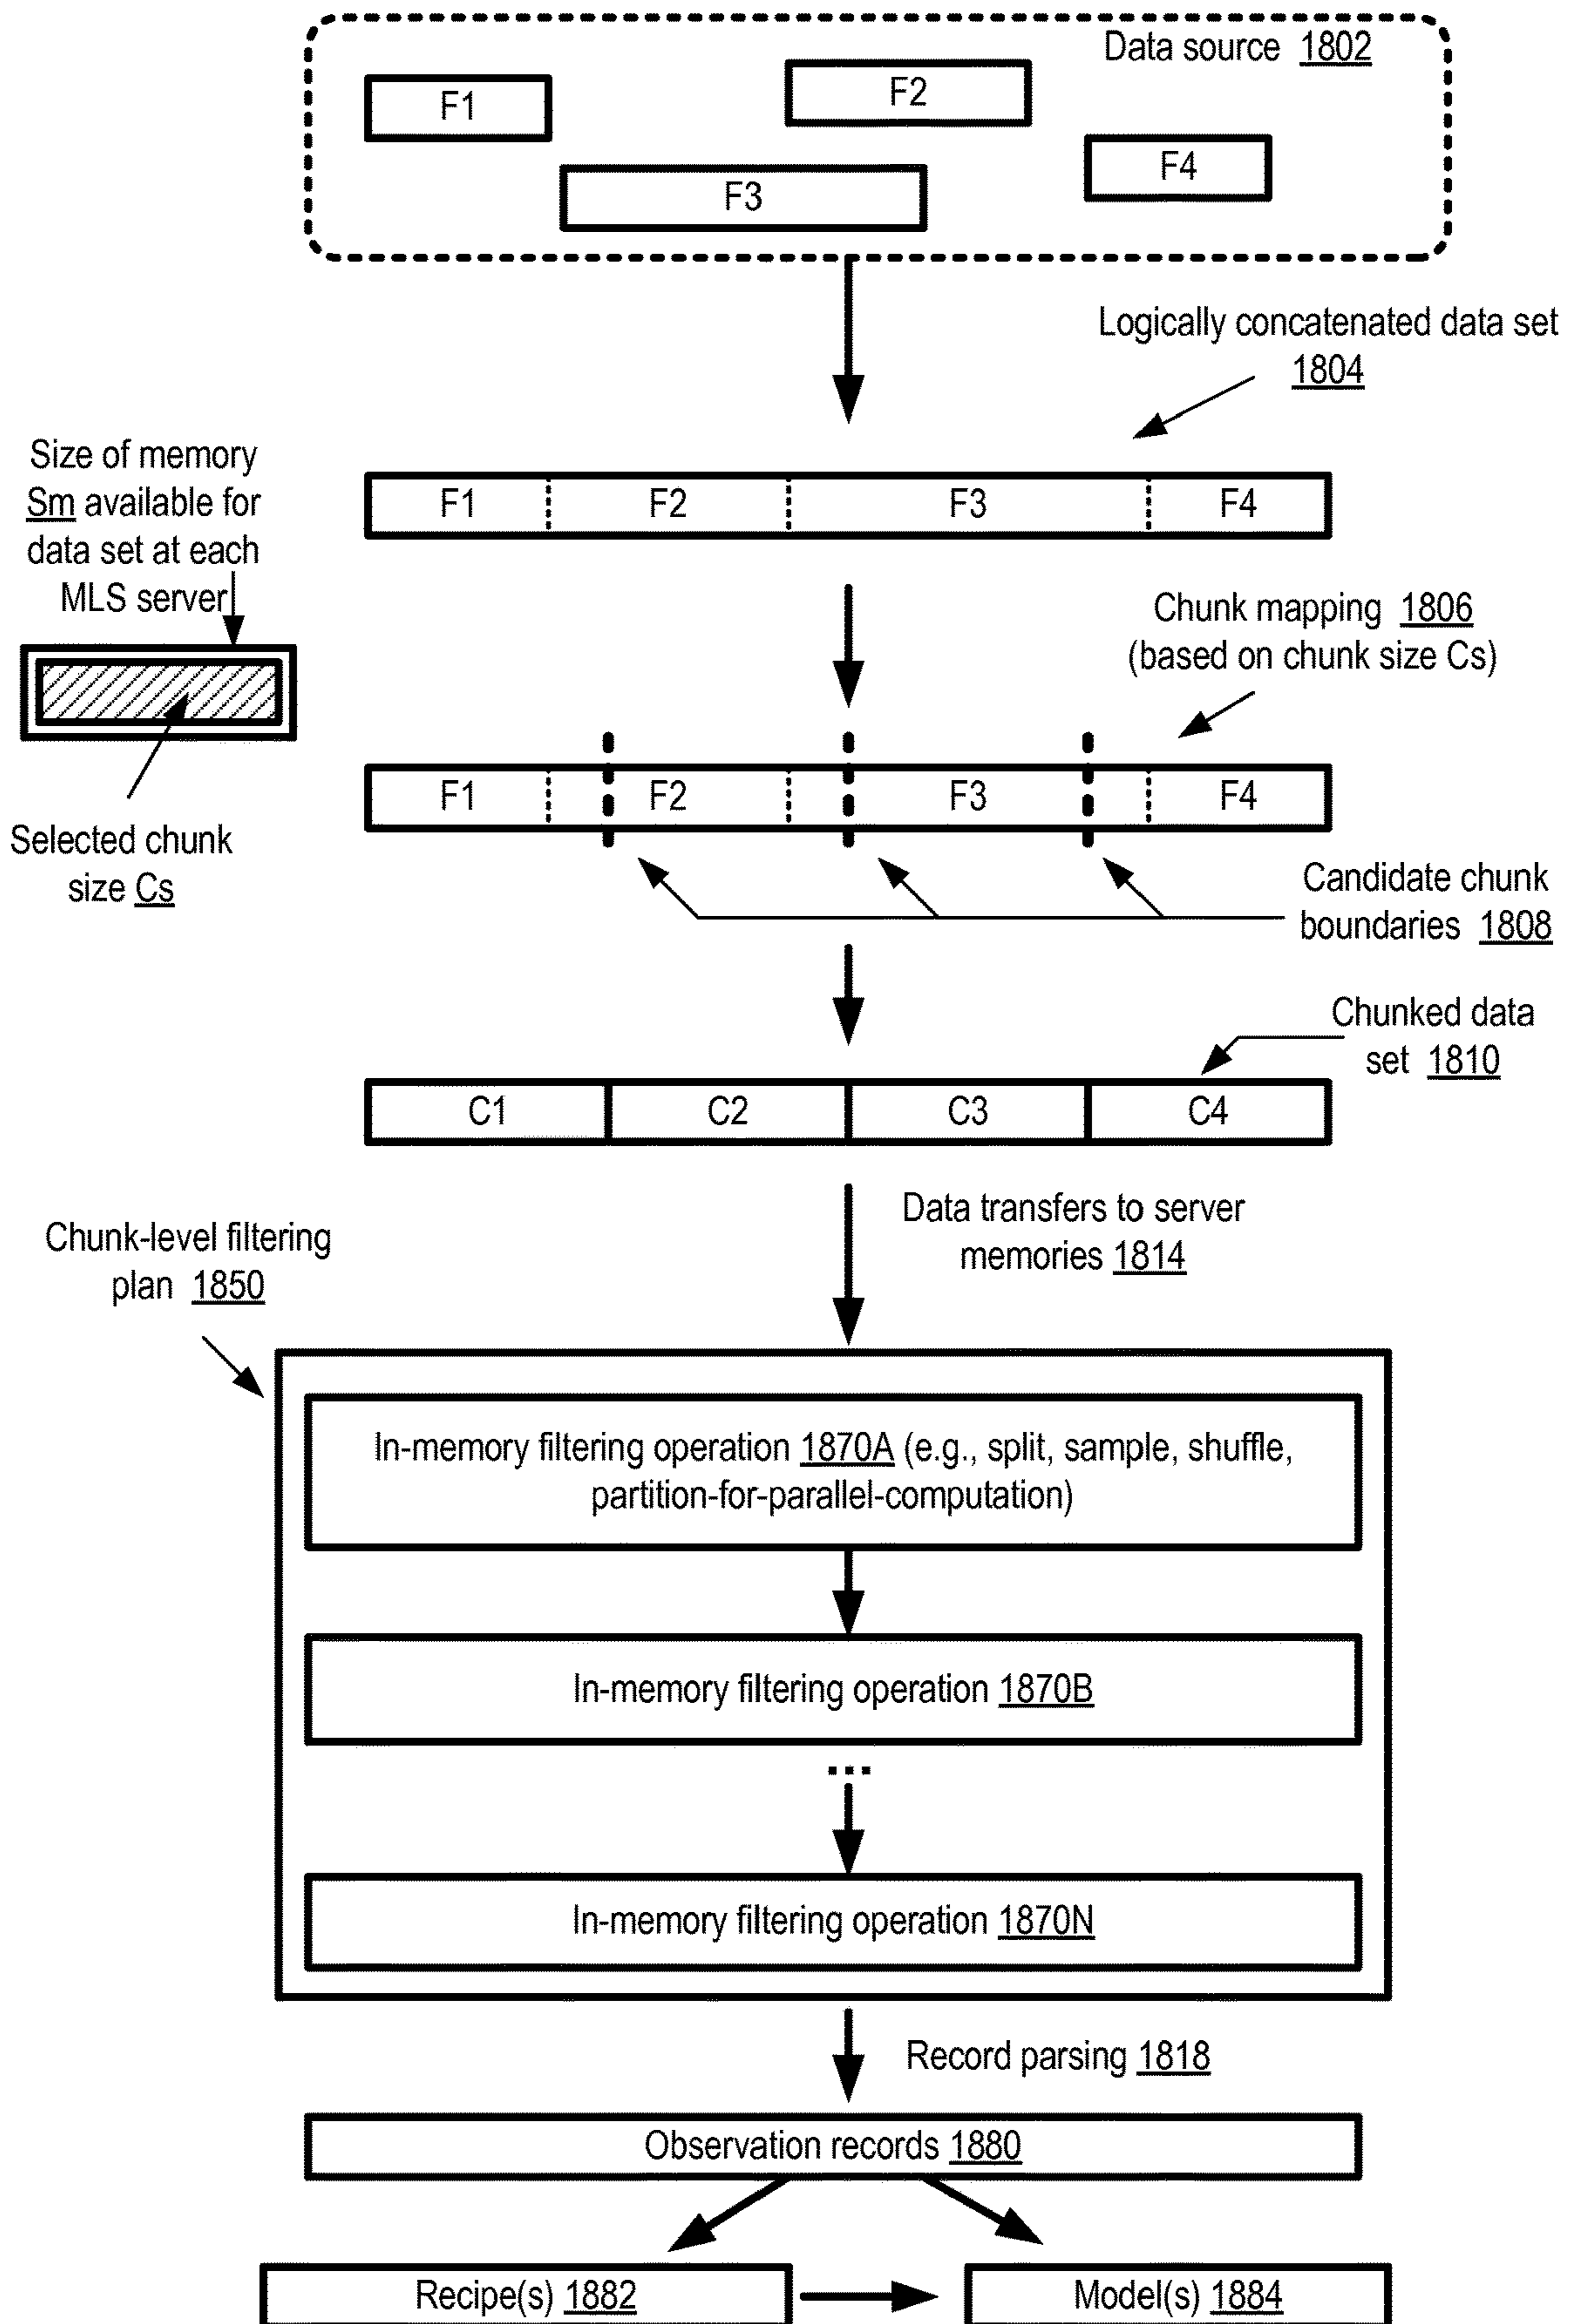 Data source 1802
F1
F2
F3
F4
Logically concatenated data set
1804
F1 F2 F3 F4
Size of memory
Sm available for
data set at each
MLS server
Selected chunk
size Cs
Chunk mapping 1806
(based on chunk size Cs)
F1 F2 F3 F4
Candidate chunk
boundaries 1808
Chunked data
set 1810
C1 C2 C3 C4
Data transfers to server
memories 1814
Chunk-level filtering
plan 1850
In-memory filtering operation 1870A (e.g., split, sample, shuffle,
partition-for-parallel-computation)
In-memory filtering operation 1870B
...
In-memory filtering operation 1870N
Record parsing 1818
Observation records 1880
Recipe(s) 1882
Model(s) 1884